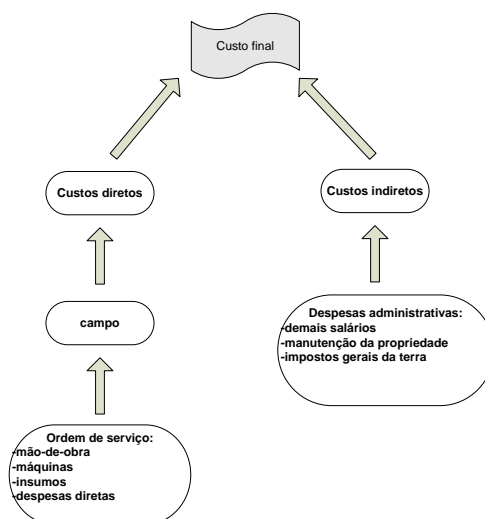 Custo final
Custos diretos
Custos indiretos
campo
Despesas administrativas:
-demais salários
-manutenção da propriedade
-impostos gerais da terra
Ordem de serviço:
-mão-de-obra
-máquinas
-insumos
-despesas diretas